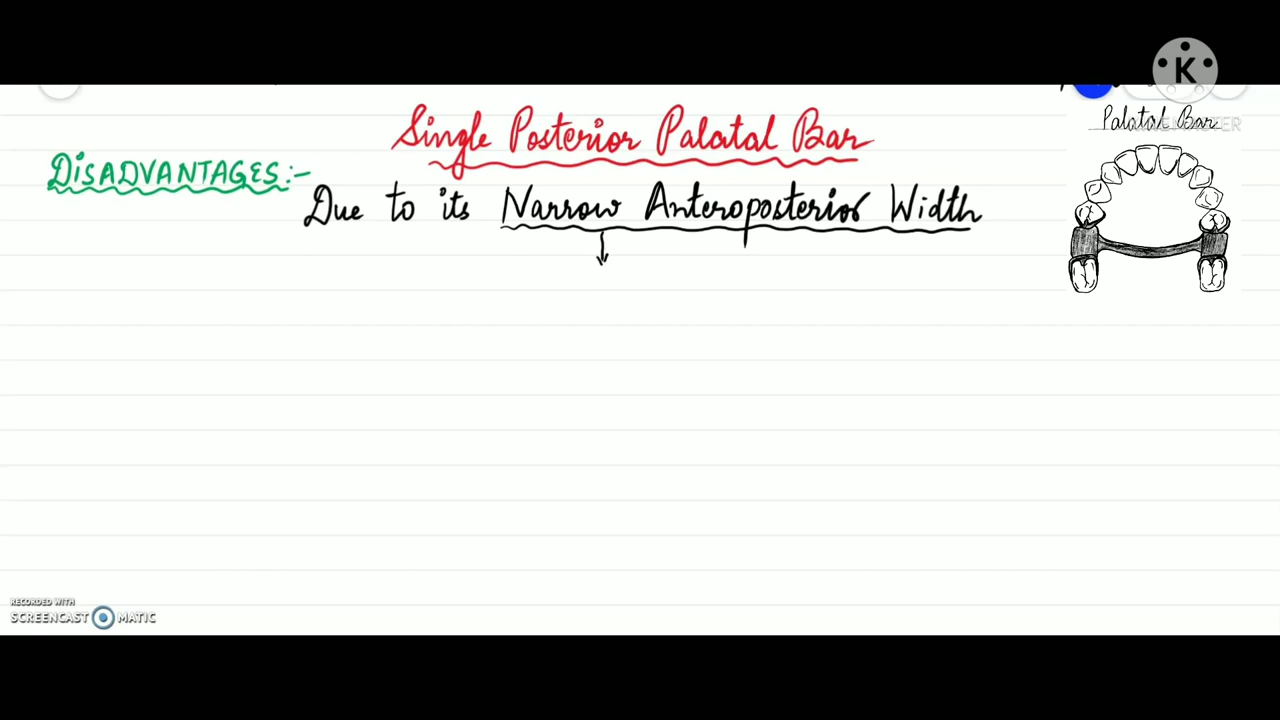 K
Single Posterior Palatal Bar
Palatal Bar
DISADVANTAGES:-
Due to its Narrow Anteroposterior Width
RECORDED WITH
SCREENCAST MATIC